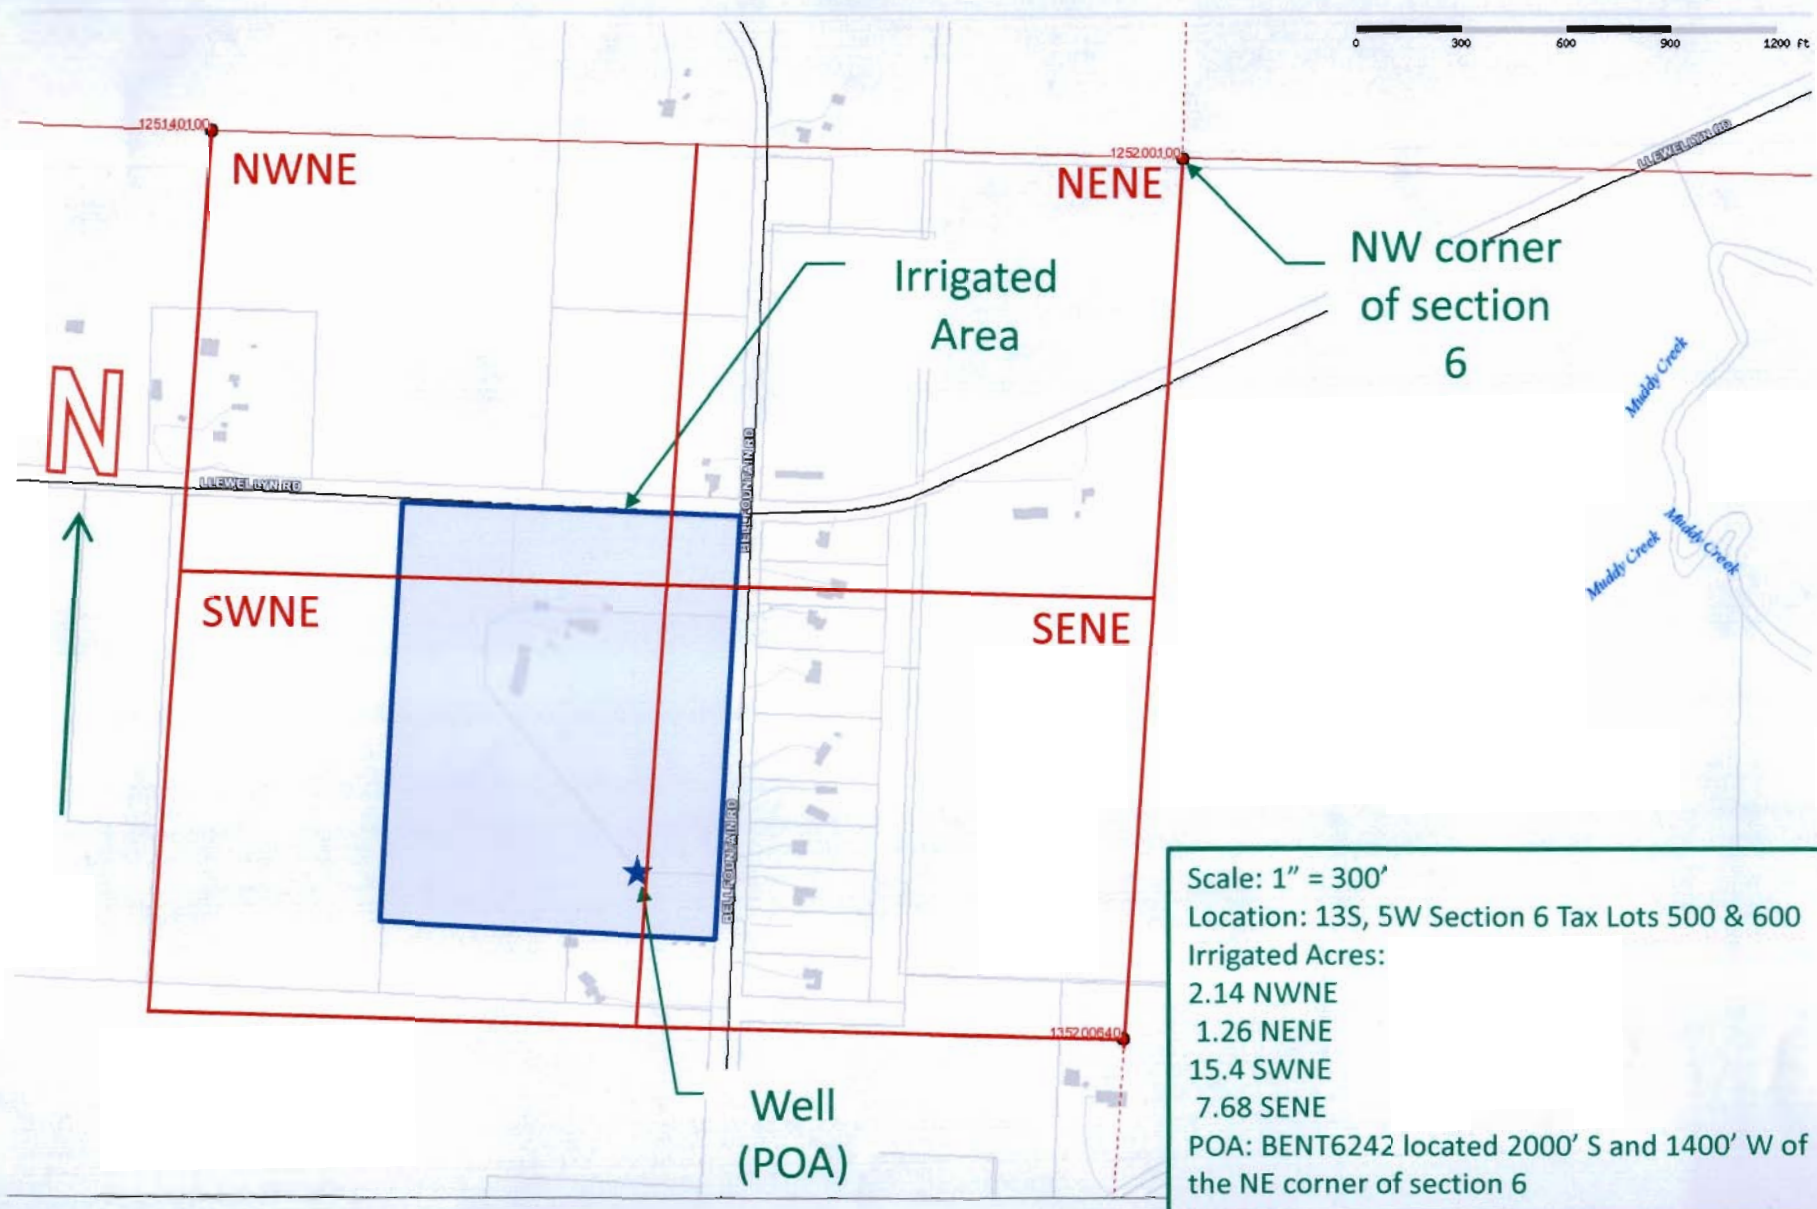 0 300 600 900 1200 ft
125140100
125200100
LLEWELLYN RD
NWNE
NENE
Irrigated
Area
NW corner
of section
6
Muddy Creek
N
LLEWELLYN RD
BELLFOUNTAIN RD
Muddy Creek
Muddy Creek
SWNE
SENE
BELLFOUNTAIN RD
135200640
Well
(POA)
Scale: 1” = 300’
Location: 13S, 5W Section 6 Tax Lots 500 & 600
Irrigated Acres:
2.14 NWNE
1.26 NENE
15.4 SWNE
7.68 SENE
POA: BENT6242 located 2000’ S and 1400’ W of
the NE corner of section 6